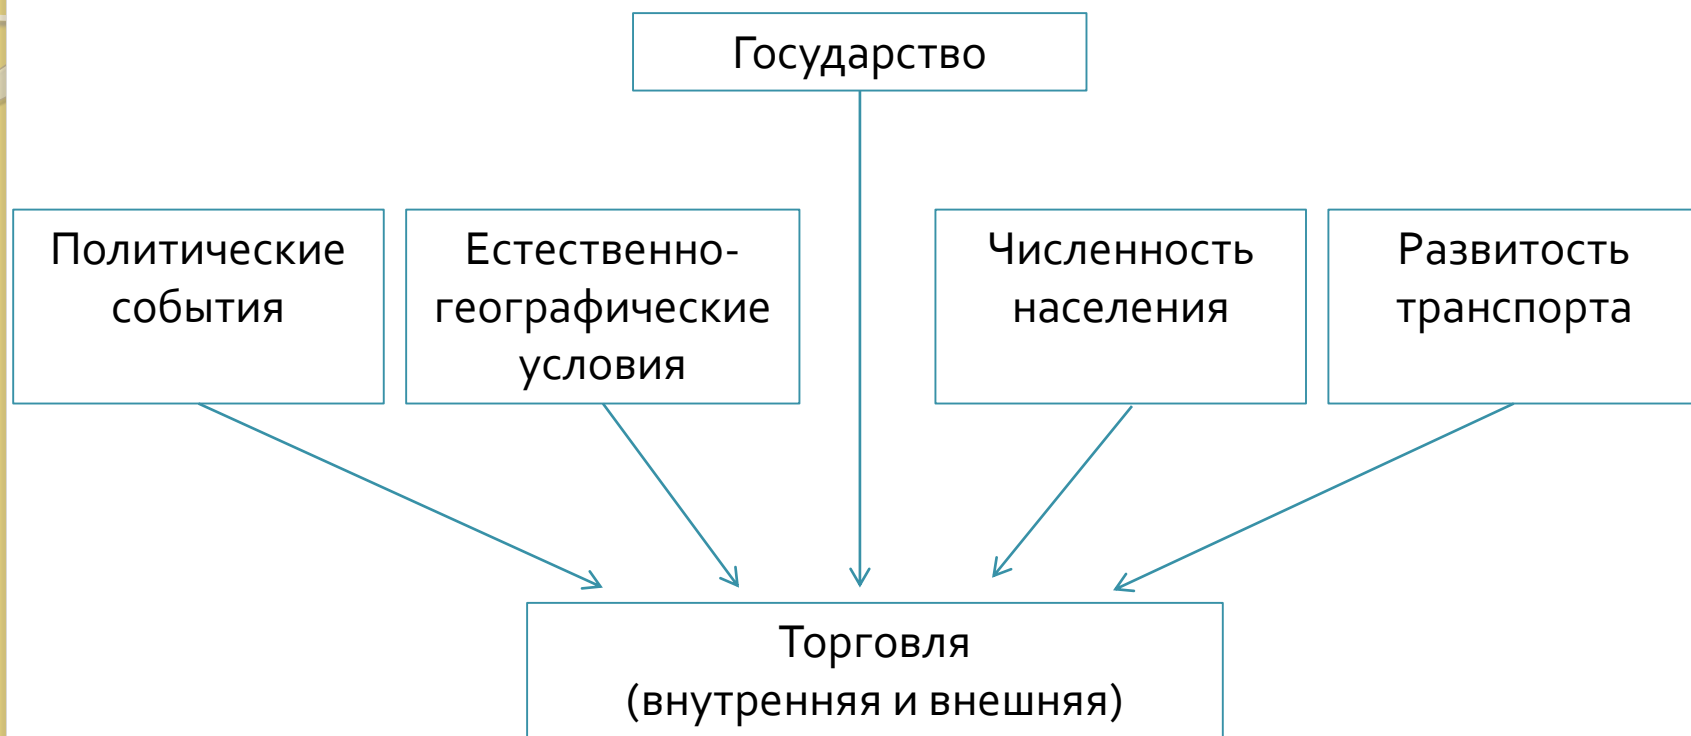 Государство
Политические
события
Естественно-
географические
условия
Численность
населения
Развитость
транспорта
Торговля
(внутренняя и внешняя)